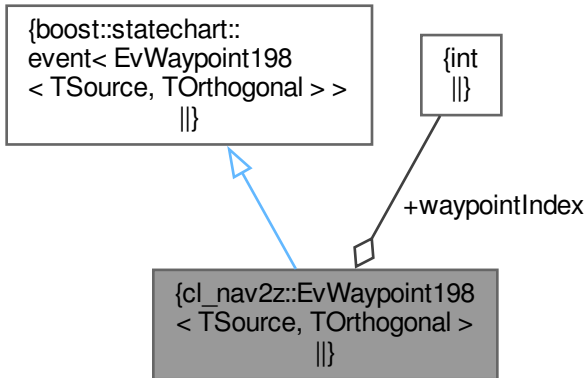 {boost::statechart::
event< EvWaypoint198
< TSource, TOrthogonal > >
||}
{int
||}
+waypointIndex
{cl_nav2z::EvWaypoint198
< TSource, TOrthogonal >
||}